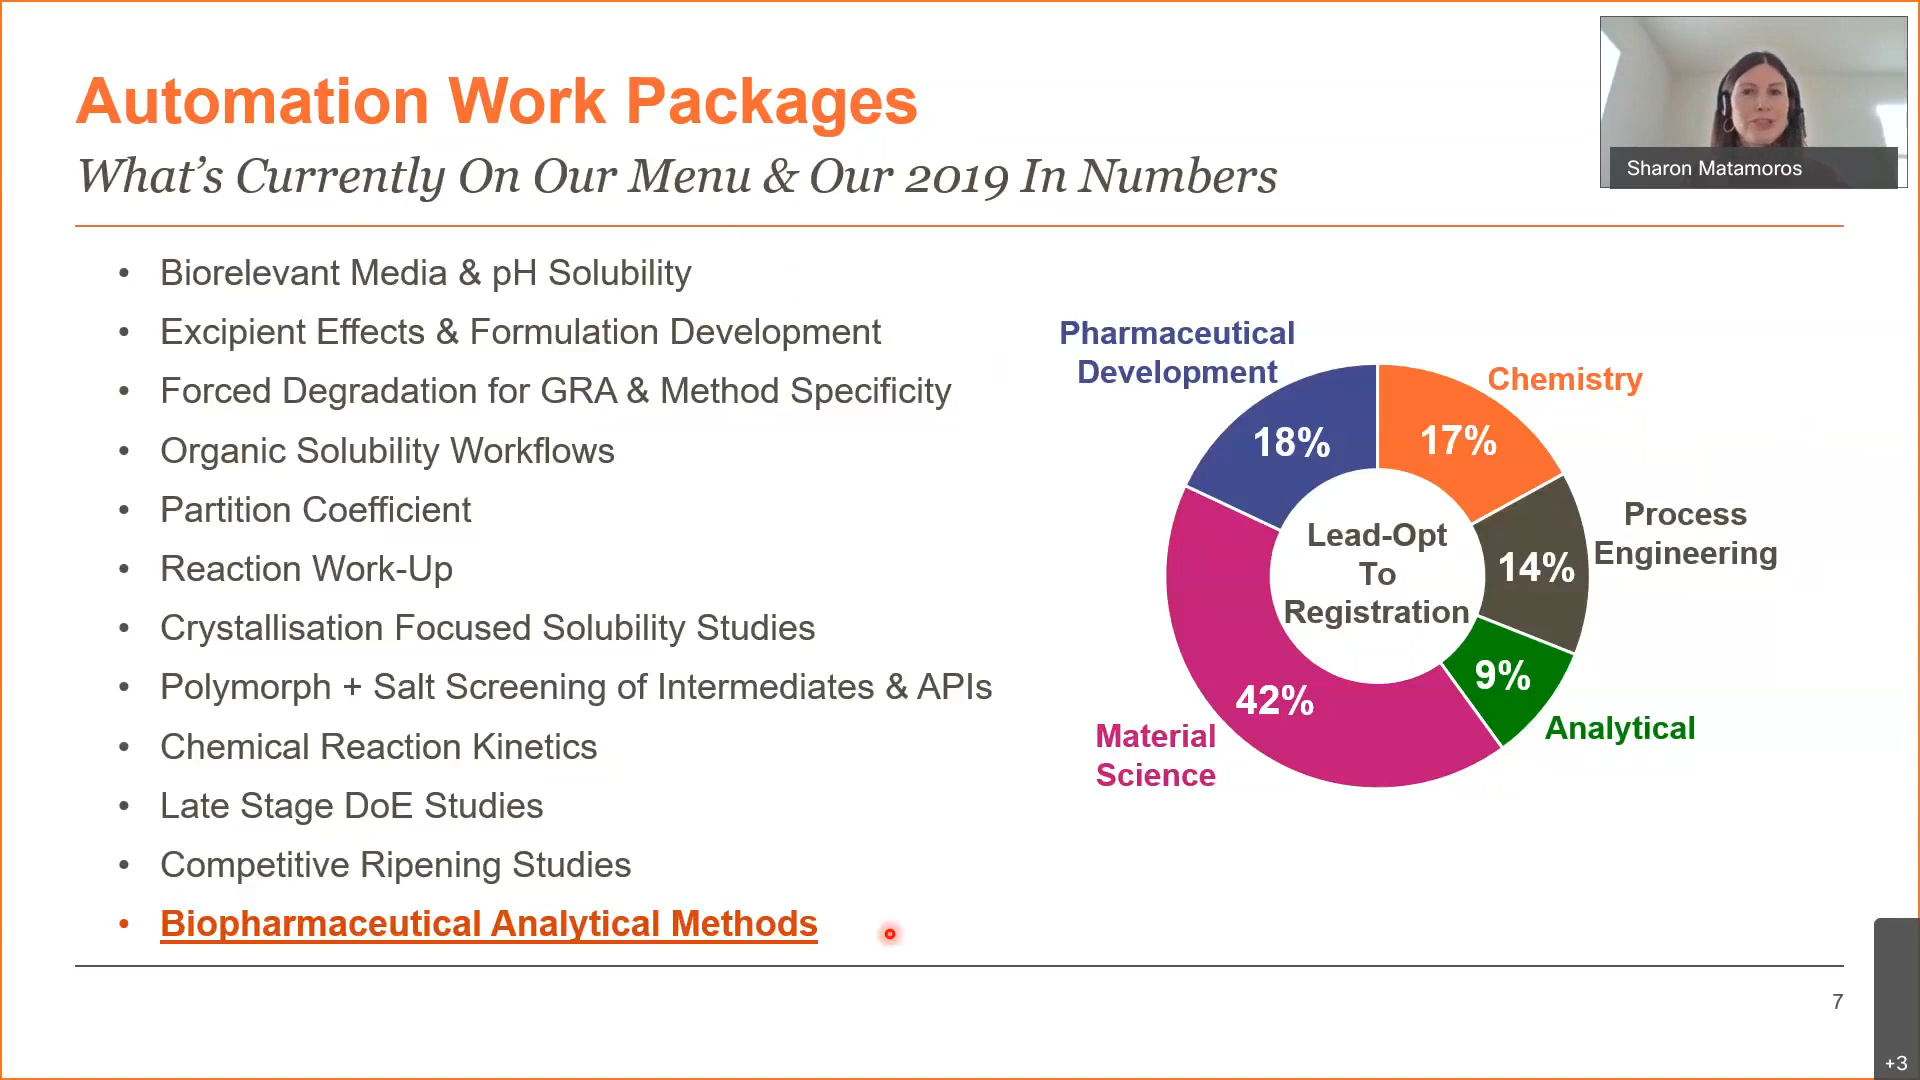 Automation Work Packages
What's Currently On Our Menu & Our 2019 In Numbers
Sharon Matamoros
• Biorelevant Media & pH Solubility
• Excipient Effects & Formulation Development
• Forced Degradation for GRA & Method Specificity
• Organic Solubility Workflows
• Partition Coefficient
• Reaction Work-Up
• Crystallisation Focused Solubility Studies
• Polymorph + Salt Screening of Intermediates & APIs
• Chemical Reaction Kinetics
• Late Stage DoE Studies
• Competitive Ripening Studies
• Biopharmaceutical Analytical Methods
Pharmaceutical
Development
18%
Chemistry
17%
Process
Engineering
14%
Lead-Opt
To
Registration
9%
Analytical
42%
Material
Science
7
+3